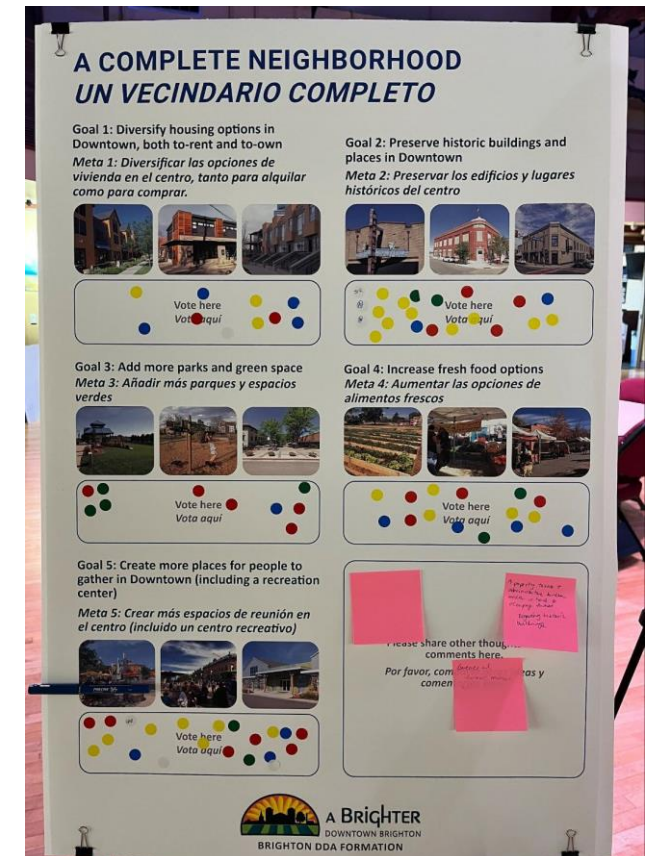 A COMPLETE NEIGHBORHOOD
UN VECINDARIO COMPLETO
Goal 1: Diversify housing options in
Downtown, both to-rent and to-own
Meta 1: Diversificar las opciones de
vivienda en el centro, tanto para alquilar
como para comprar.
Vote here
Vota aquí
Goal 2: Preserve historic buildings and
places in Downtown
Meta 2: Preservar los edificios y lugares
históricos del centro
Vote here
Vota aquí
Goal 3: Add more parks and green space
Meta 3: Añadir más parques y espacios
verdes
Vote here
Vota aquí
Goal 4: Increase fresh food options
Meta 4: Aumentar las opciones de
alimentos frescos
Vote here
Vota aquí
Goal 5: Create more places for people to
gather in Downtown (including a recreation
center)
Meta 5: Crear más espacios de reunión en
el centro (incluido un centro recreativo)
Vote here
Vota aquí
Please share other though
comments here.
Por favor, com eas y
comen
A BRIGHTER
DOWNTOWN BRIGHTON
BRIGHTON DDA FORMATION